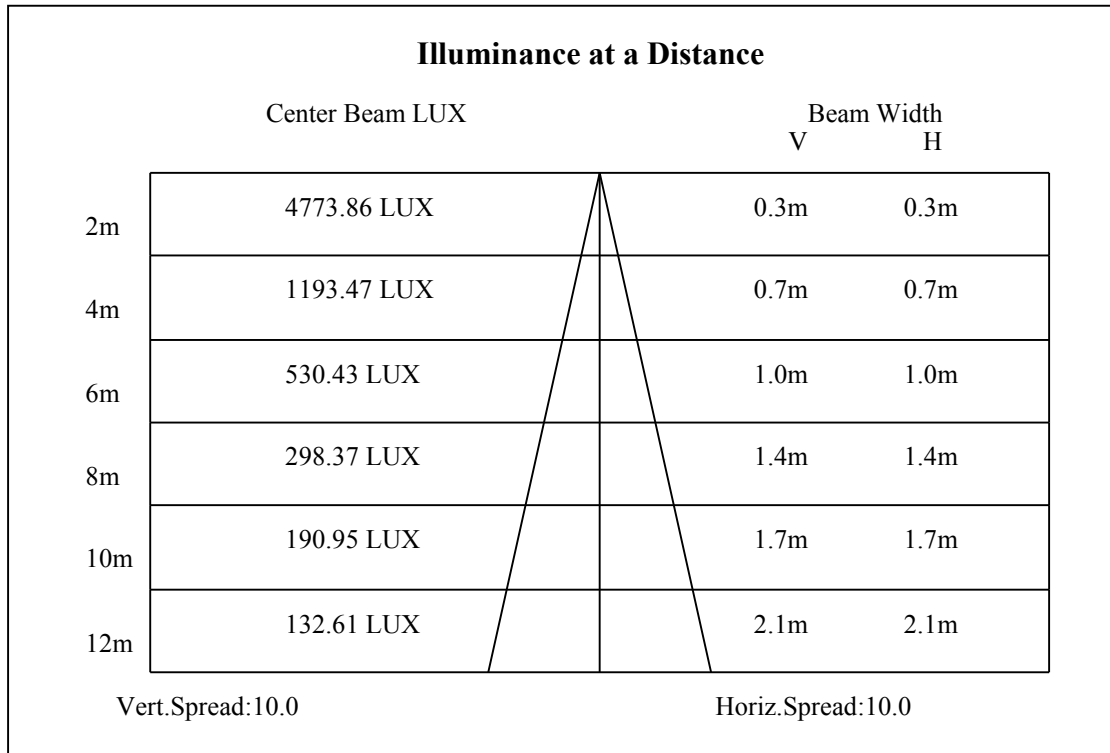 Illuminance at a Distance
Center Beam LUX Beam Width
V H
2m 4773.86 LUX 0.3m 0.3m
4m 1193.47 LUX 0.7m 0.7m
6m 530.43 LUX 1.0m 1.0m
8m 298.37 LUX 1.4m 1.4m
10m 190.95 LUX 1.7m 1.7m
12m 132.61 LUX 2.1m 2.1m
Vert.Spread:10.0 Horiz.Spread:10.0